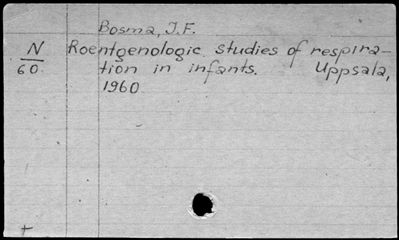 Bosma, J.F.
N Roentgenologic studies of respira-
60. tion in infants. Uppsala,
1960